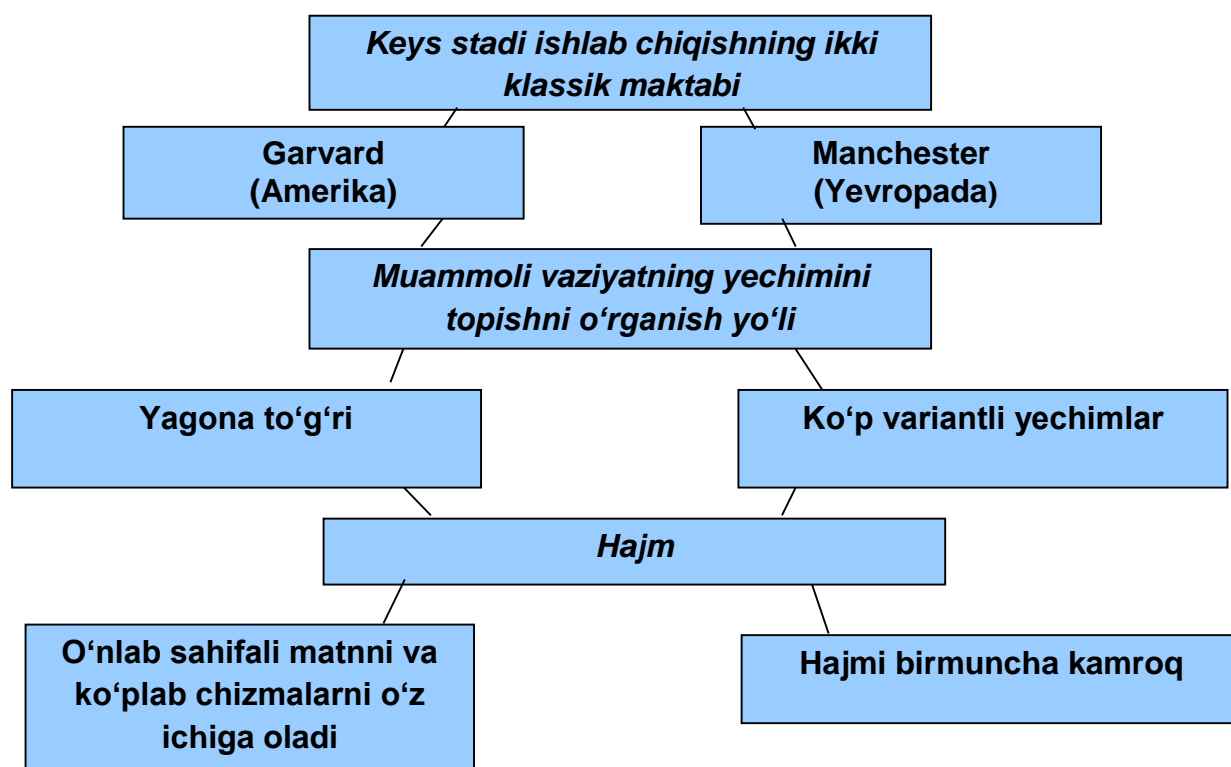 Keys stadi ishlab chiqishning ikki
klassik maktabi
Garvard
(Amerika)
Manchester
(Yevropada)
Muammoli vaziyatning yechimini
topishni o‘rganish yo‘li
Yagona to‘g‘ri
Ko‘p variantli yechimlar
Hajm
O‘nlab sahifali matnni va
ko‘plab chizmalarni o‘z
ichiga oladi
Hajmi birmuncha kamroq